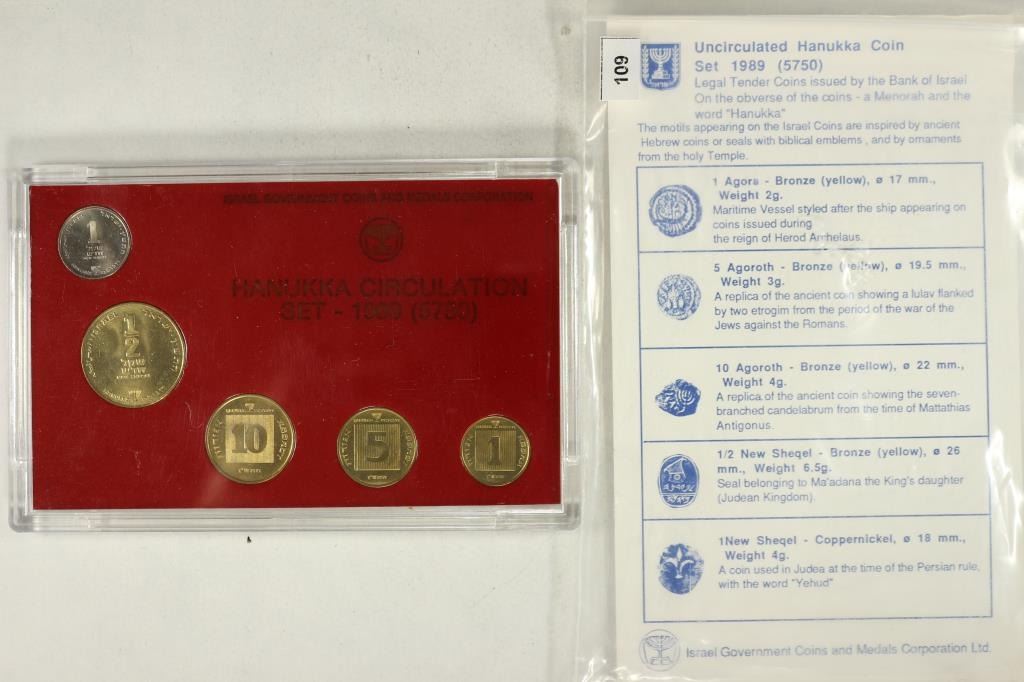 ISRAEL GOVERNMENT COINS AND MEDALS CORPORATION
HANUKKA CIRCULATION
SET - 1989 (5750)
1
1
2
10
5
1
109
Uncirculated Hanukka Coin
Set 1989 (5750)
Legal Tender Coins issued by the Bank of Israel
On the obverse of the coins - a Menorah and the
word "Hanukka"
The motifs appearing on the Israel Coins are inspired by ancient
Hebrew coins or seals with biblical emblems , and by ornaments
from the holy Temple.
1 Agora - Bronze (yellow), ø 17 mm.,
Weight 2g.
Maritime Vessel styled after the ship appearing on
coins issued during
the reign of Herod Archelaus.
5 Agoroth - Bronze (yellow), ø 19.5 mm.,
Weight 3g.
A replica of the ancient coin showing a lulav flanked
by two etrogim from the period of the war of the
Jews against the Romans.
10 Agoroth - Bronze (yellow), ø 22 mm.,
Weight 4g.
A replica of the ancient coin showing the seven-
branched candelabrum from the time of Mattathias
Antigonus.
1/2 New Sheqel - Bronze (yellow), ø 26
mm., Weight 6.5g.
Seal belonging to Ma'adana the King's daughter
(Judean Kingdom).
1New Sheqel - Coppernickel, ø 18 mm.,
Weight 4g.
A coin used in Judea at the time of the Persian rule,
with the word "Yehud"
Israel Government Coins and Medals Corporation Ltd.